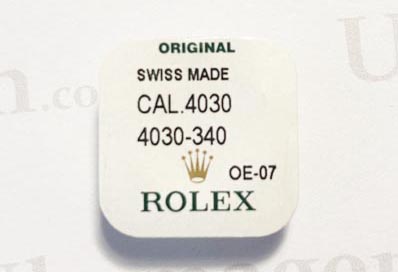 ORIGINAL
SWISS MADE
CAL.4030
4030-340
OE-07
ROLEX